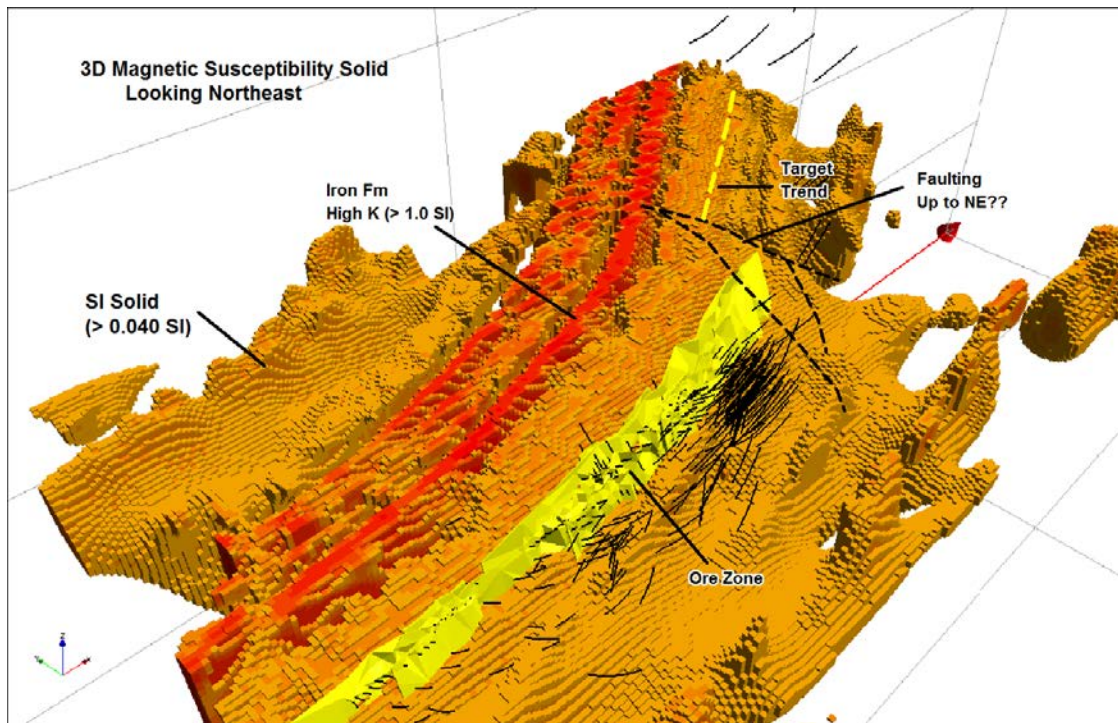 3D Magnetic Susceptibility Solid
Looking Northeast
Iron Fm
High K (> 1.0 SI)
Target
Trend
Faulting
Up to NE??
SI Solid
(> 0.040 SI)
Ore Zone
Z